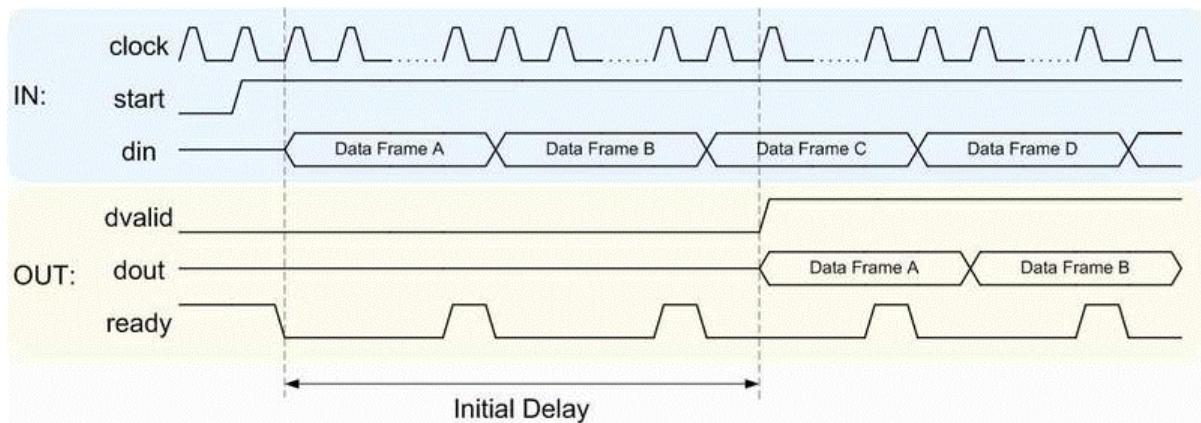 clock
IN:
start
din
Data Frame A
Data Frame B
Data Frame C
Data Frame D
dvalid
OUT:
dout
Data Frame A
Data Frame B
ready
Initial Delay